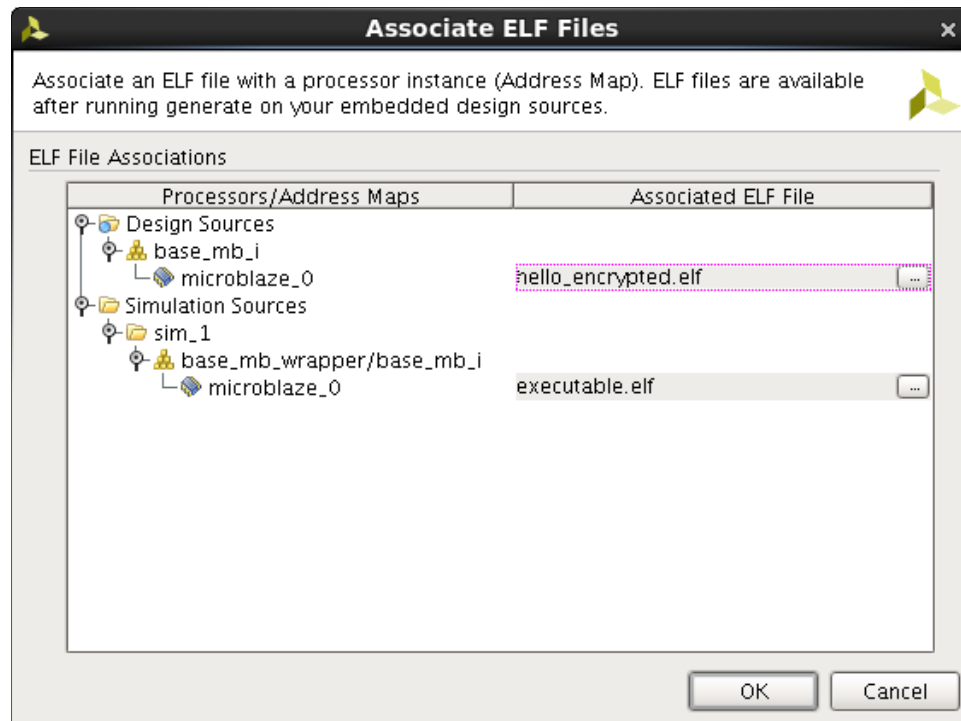 Associate ELF Files
Associate an ELF file with a processor instance (Address Map). ELF files are available
after running generate on your embedded design sources.
ELF File Associations
Processors/Address Maps Associated ELF File
Design Sources
base_mb_i
microblaze_0 hello_encrypted.elf ...
Simulation Sources
sim_1
base_mb_wrapper/base_mb_i
microblaze_0 executable.elf ...
OK Cancel